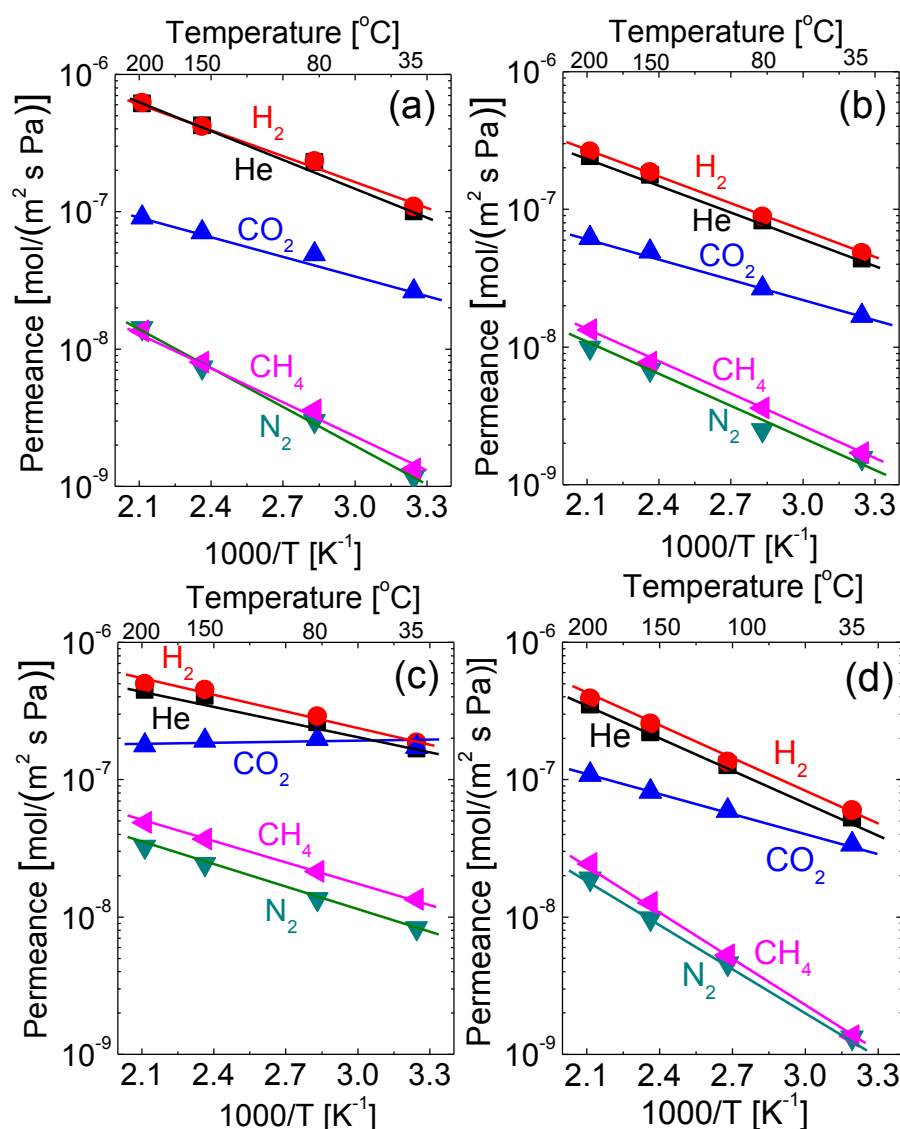 Temperature [°C]
200 150 80 35
10⁻⁶
10⁻⁷
10⁻⁸
10⁻⁹
Permeance [mol/(m² s Pa)]
(a)
H₂
He
CO₂
CH₄
N₂
2.1 2.4 2.7 3.0 3.3
1000/T [K⁻¹]
Temperature [°C]
200 150 80 35
10⁻⁶
10⁻⁷
10⁻⁸
10⁻⁹
Permeance [mol/(m² s Pa)]
(b)
H₂
He
CO₂
CH₄
N₂
2.1 2.4 2.7 3.0 3.3
1000/T [K⁻¹]
Temperature [°C]
200 150 80 35
10⁻⁶
10⁻⁷
10⁻⁸
10⁻⁹
Permeance [mol/(m² s Pa)]
(c)
H₂
He
CO₂
CH₄
N₂
2.1 2.4 2.7 3.0 3.3
1000/T [K⁻¹]
Temperature [°C]
200 150 100 35
10⁻⁶
10⁻⁷
10⁻⁸
10⁻⁹
Permeance [mol/(m² s Pa)]
(d)
He
H₂
CO₂
CH₄
N₂
2.1 2.4 2.7 3.0 3.3
1000/T [K⁻¹]